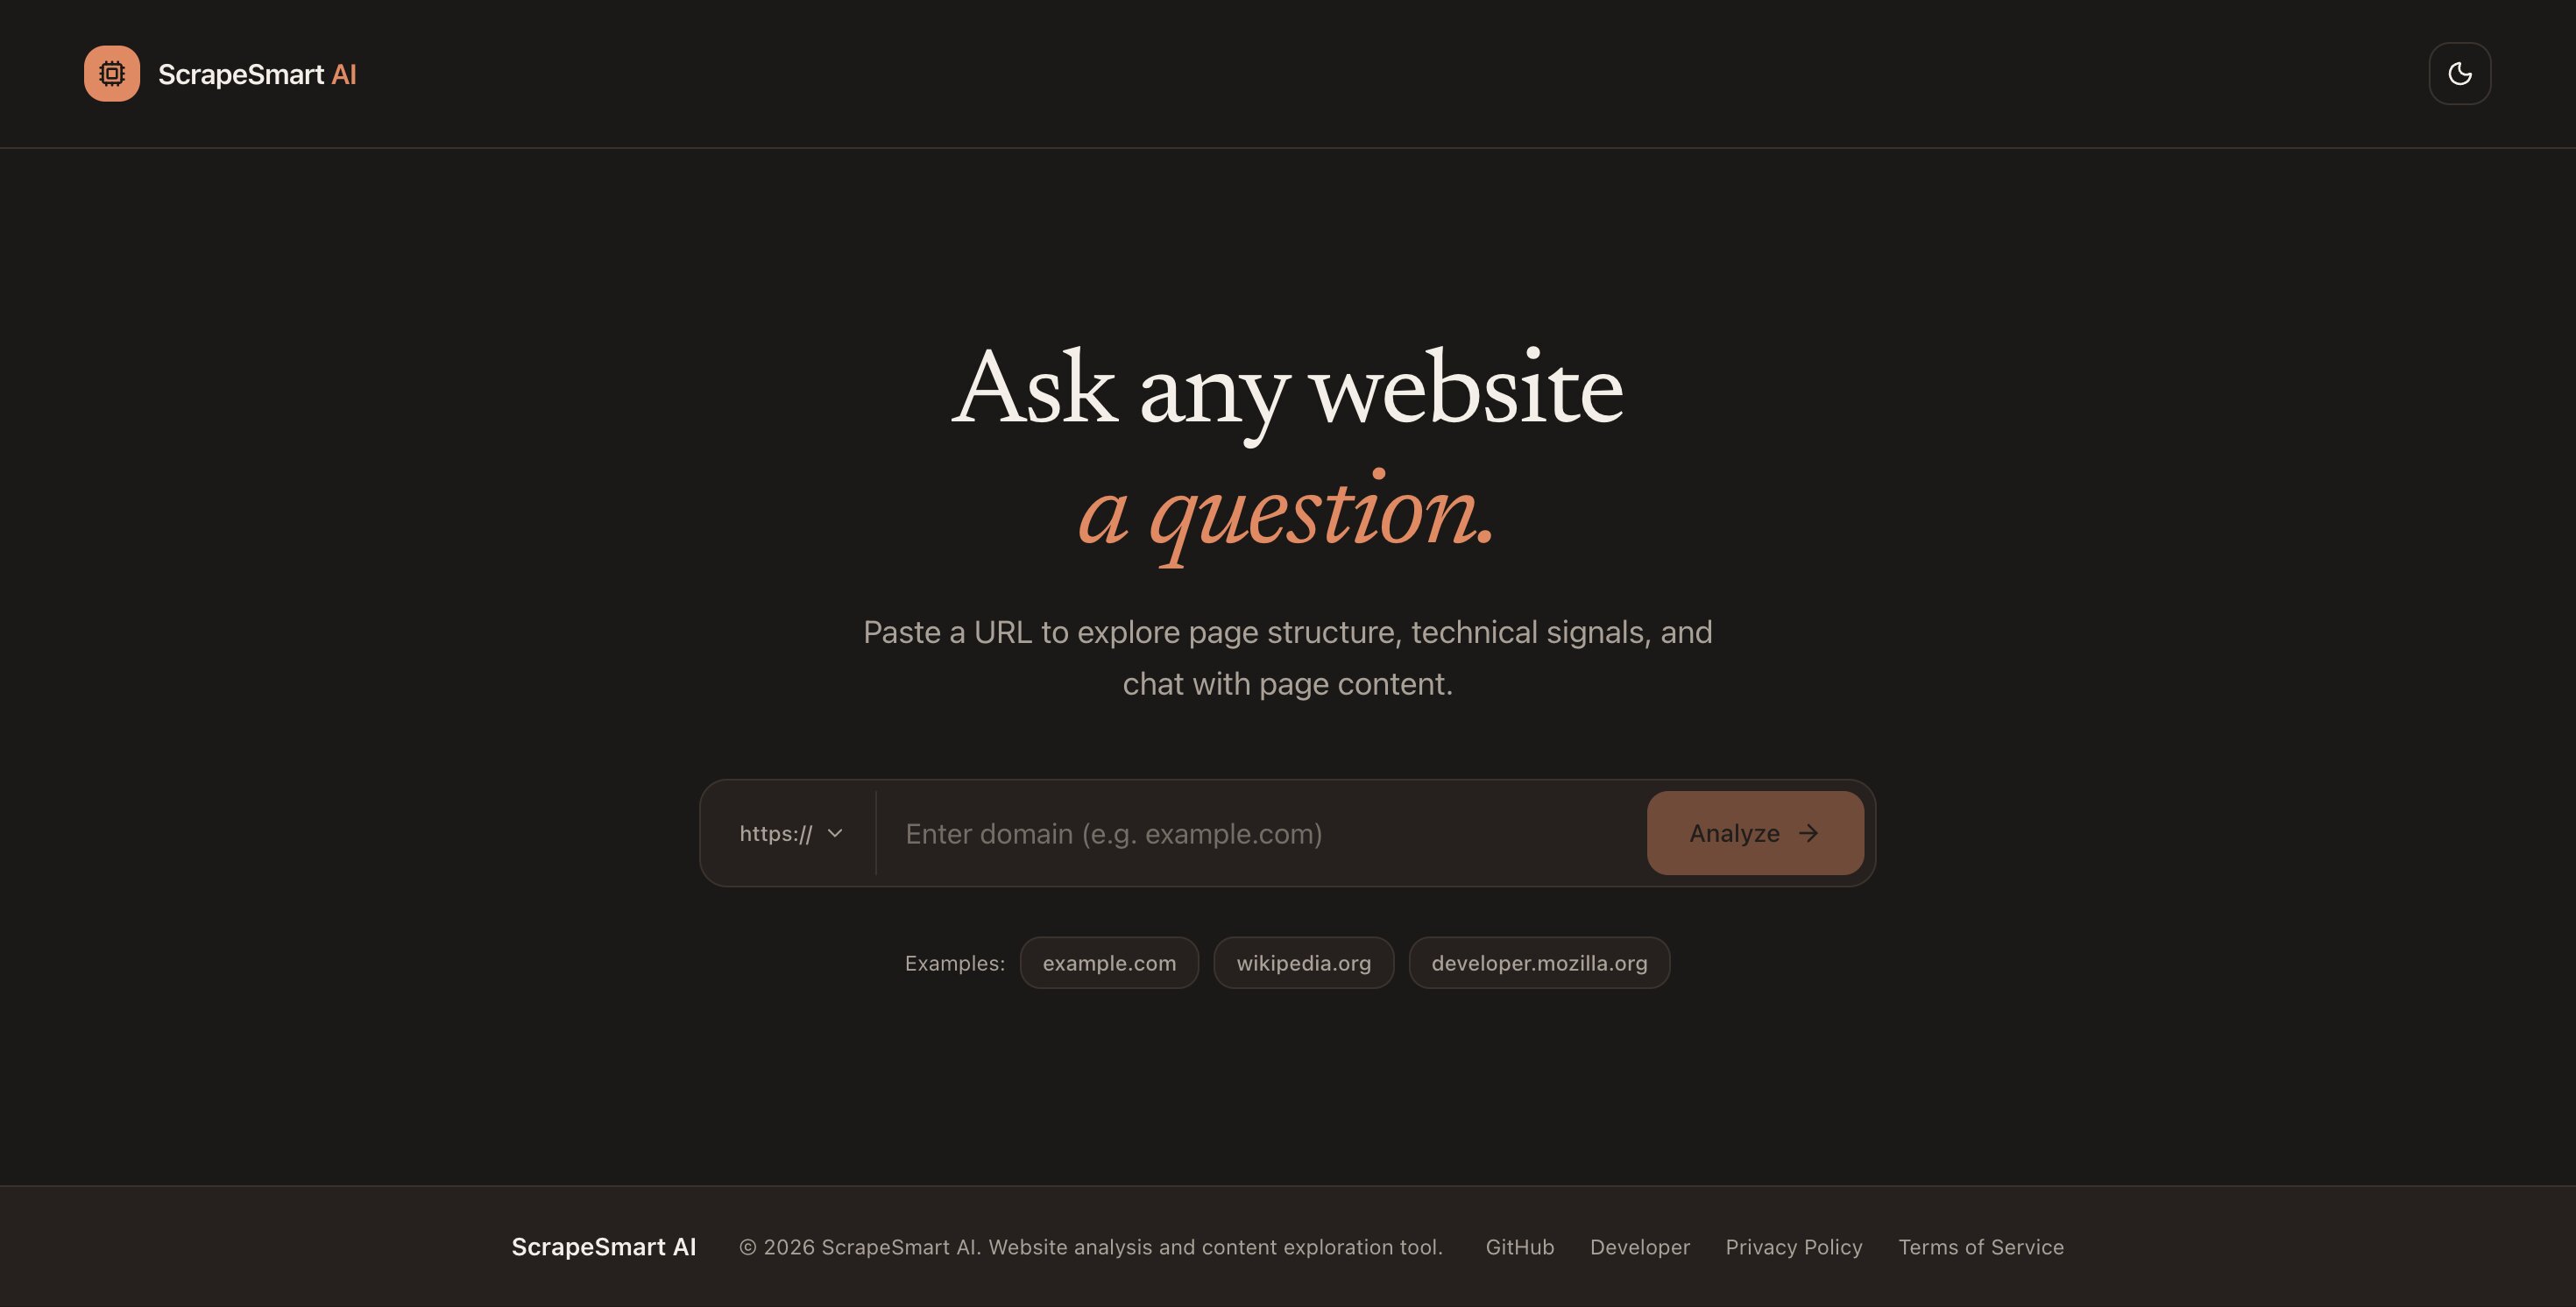 ScrapeSmart AI
Ask any website
a question.
Paste a URL to explore page structure, technical signals, and
chat with page content.
https:// Enter domain (e.g. example.com) Analyze →
Examples: example.com wikipedia.org developer.mozilla.org
ScrapeSmart AI © 2026 ScrapeSmart AI. Website analysis and content exploration tool. GitHub Developer Privacy Policy Terms of Service